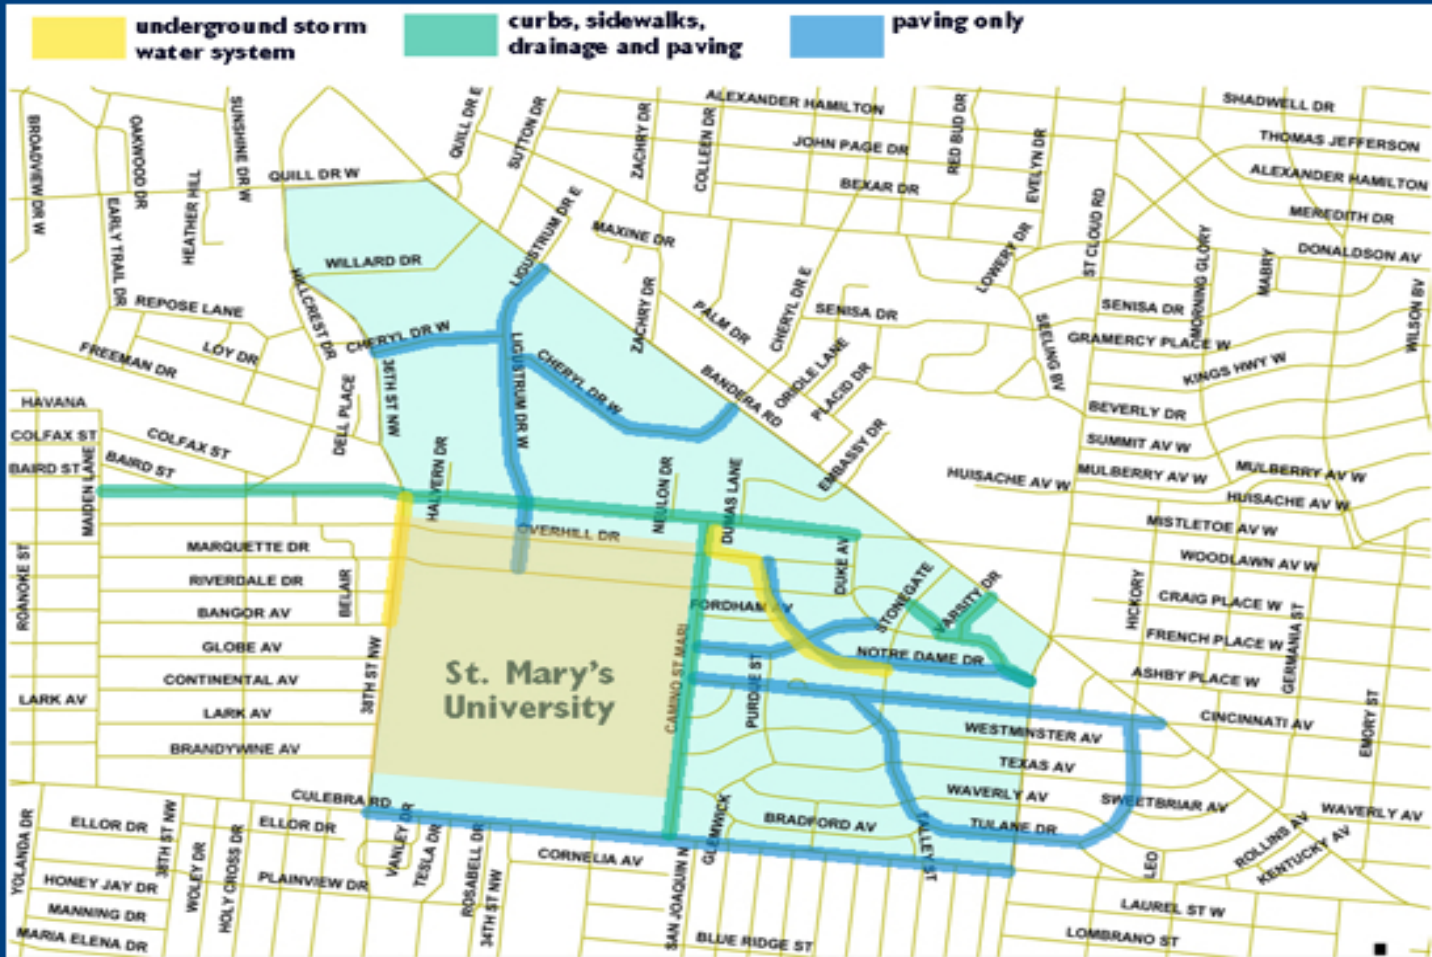 underground storm
water system
curbs, sidewalks,
drainage and paving
paving only
BROADVIEW DR W
OAKWOOD DR
SUNSHINE DR W
HEATHER HILL
EARLY TRAIL DR
QUILL DR W
QUILL DR E
SUTTON DR
ZACHRY DR
COLLEEN DR
ALEXANDER HAMILTON
JOHN PAGE DR
BEXAR DR
RED BUD DR
EVELYN DR
SHADWELL DR
THOMAS JEFFERSON
ALEXANDER HAMILTON
MEREDITH DR
DONALDSON AV
WILLARD DR
LIGUSTRUM DR E
MAXINE DR
LOWERY DR
ST CLOUD RD
MORNING GLORY
MABRY
WILSON BV
REPOSE LANE
LOY DR
FREEMAN DR
HILLCREST DR
CHERYL DR W
36TH ST NW
LIGUSTRUM DR W
CHERYL DR W
ZACHRY DR
PALM DR
CHERYL DR E
SENISA DR
SENISA DR
SEELING BV
GRAMERCY PLACE W
KINGS HWY W
BANDERA RD
ORIOLE LANE
PLACID DR
EMBASSY DR
BEVERLY DR
SUMMIT AV W
MULBERRY AV W
MULBERRY AV W
HUISACHE AV W
HUISACHE AV W
MISTLETOE AV W
WOODLAWN AV W
HAVANA
COLFAX ST
COLFAX ST
BAIRD ST
BAIRD ST
MAIDEN LANE
DELL PLACE
HALVERN DR
NEULON DR
DUMAS LANE
OVERHILL DR
DUKE AV
STONEGATE
VARSITY DR
HICKORY
CRAIG PLACE W
FRENCH PLACE W
ASHBY PLACE W
GERMANIA ST
EMORY ST
ROANOKE ST
MARQUETTE DR
RIVERDALE DR
BELAIR
BANGOR AV
GLOBE AV
CONTINENTAL AV
LARK AV
LARK AV
BRANDYWINE AV
38TH ST NW
St. Mary's
University
CAMINO ST MARI
FORDHAM AV
PURDUE ST
NOTRE DAME DR
CINCINNATI AV
WESTMINSTER AV
TEXAS AV
WAVERLY AV
SWEETBRIAR AV
WAVERLY AV
BRADFORD AV
TULANE DR
ROLLINS AV
KENTUCKY AV
LEO
CULEBRA RD
YOLANDA DR
ELLOR DR
ELLOR DR
38TH ST NW
WOLEY DR
HOLY CROSS DR
VANLEY DR
TESLA DR
ROSABELL DR
34TH ST NW
CORNELIA AV
GLENWICK
SAN JOAQUIN N
HONEY JAY DR
PLAINVIEW DR
MANNING DR
MARIA ELENA DR
BLUE RIDGE ST
LAUREL ST W
LOMBRANO ST